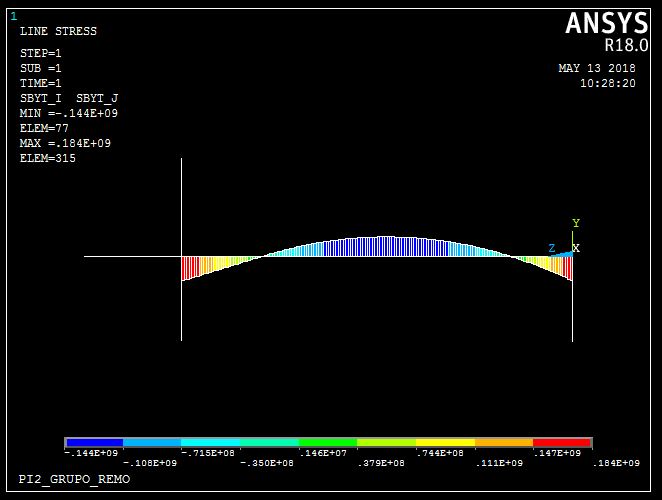 1
ANSYS
R18.0
LINE STRESS
STEP=1
SUB =1
TIME=1
SBYT_I  SBYT_J
MIN =-.144E+09
ELEM=77
MAX =.184E+09
ELEM=315
MAY 13 2018
10:28:20
Y
Z X
-.144E+09 -.715E+08 .146E+07 .744E+08 .147E+09
-.108E+09 -.350E+08 .379E+08 .111E+09 .184E+09
PI2_GRUPO_REMO